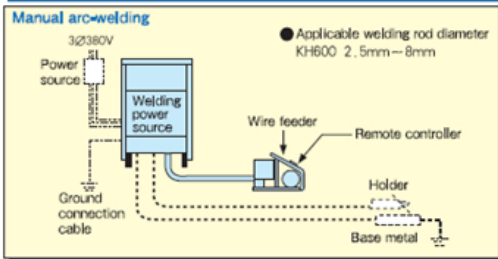 Manual arc-welding
3Ø380V
Power
source
Welding
power
source
Ground
connection
cable
● Applicable welding rod diameter
KH600 2.5mm~8mm
Wire feeder
Remote controller
Holder
Base metal